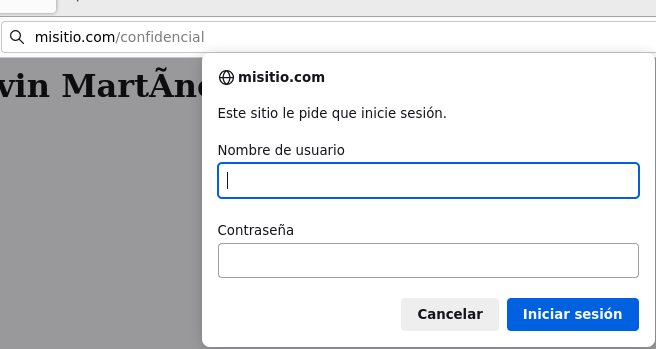 misitio.com/confidencial
misitio.com
vin MartÃ
Este sitio le pide que inicie sesión.
Nombre de usuario
Contraseña
Cancelar
Iniciar sesión